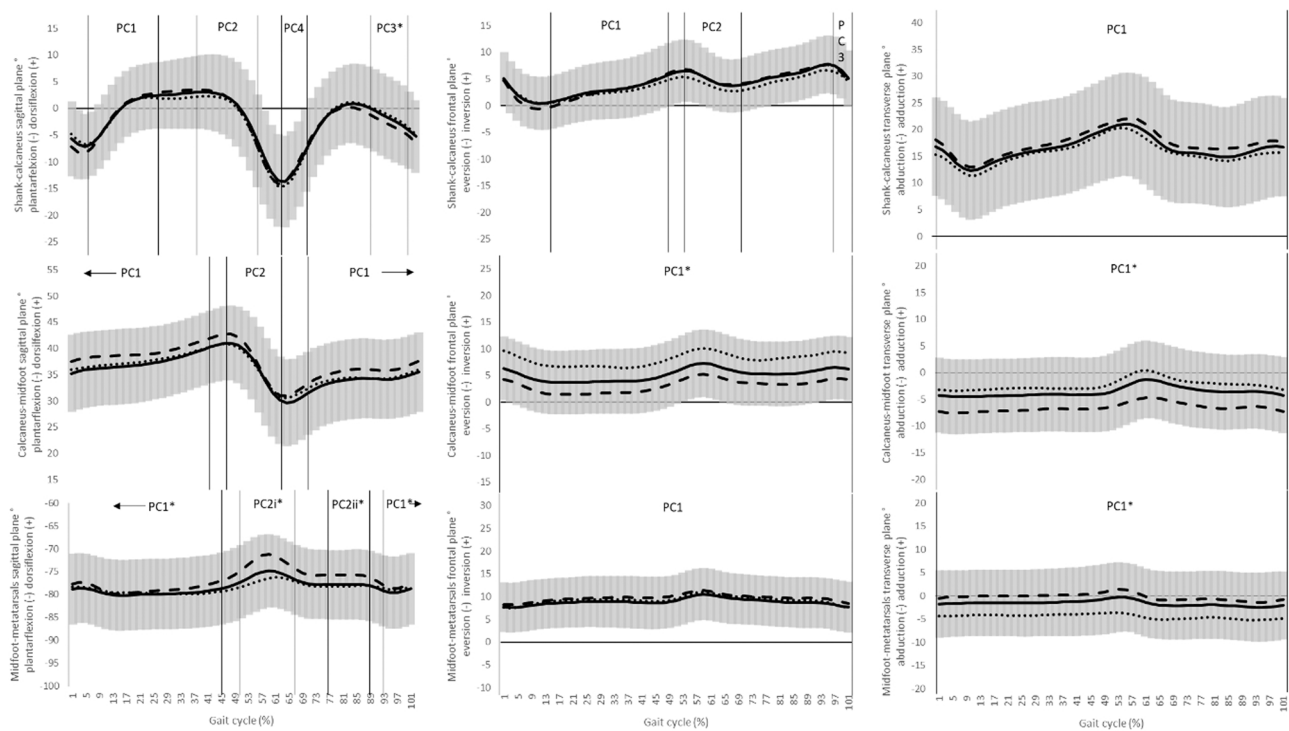 PC1 PC2 PC4 PC3*
Shank-calcaneus sagittal plane °
plantarfelxion (-) dorsiflexion (+)
15
10
5
0
-5
-10
-15
-20
-25
PC1 PC2 P
C
3
Shank-calcaneus frontal plane °
eversion (-) inversion (+)
15
10
5
0
-5
-10
-15
-20
-25
PC1
Shank-calcaneus transverse plane °
abduction (-) adduction (+)
40
35
30
25
20
15
10
5
0
PC1 PC2 PC1
Calcaneus-midfoot sagittal plane °
plantarflexion (-) dorsiflexion (+)
55
50
45
40
35
30
25
20
15
PC1*
Calcaneus-midfoot frontal plane °
eversion (-) inversion (+)
25
20
15
10
5
0
-5
-10
-15
PC1*
Calcaneus-midfoot transverse plane °
abduction (-) adduction (+)
20
15
10
5
0
-5
-10
-15
-20
PC1* PC2i* PC2ii* PC1*
Midfoot-metatarsals sagittal plane °
plantarflexion (-) dorsiflexion (+)
-60
-65
-70
-75
-80
-85
-90
-95
-100
1 5 9 13 17 21 25 29 33 37 41 45 49 53 57 61 65 69 73 77 81 85 89 93 97 101
Gait cycle (%)
PC1
Midfoot-metatarsals frontal plane °
eversion (-) inversion (+)
30
25
20
15
10
5
0
-5
-10
1 5 9 13 17 21 25 29 33 37 41 45 49 53 57 61 65 69 73 77 81 85 89 93 97 101
Gait cycle (%)
PC1*
Midfoot-metatarsals transverse plane °
abduction (-) adduction (+)
20
15
10
5
0
-5
-10
-15
-20
1 5 9 13 17 21 25 29 33 37 41 45 49 53 57 61 65 69 73 77 81 85 89 93 97 101
Gait cycle (%)